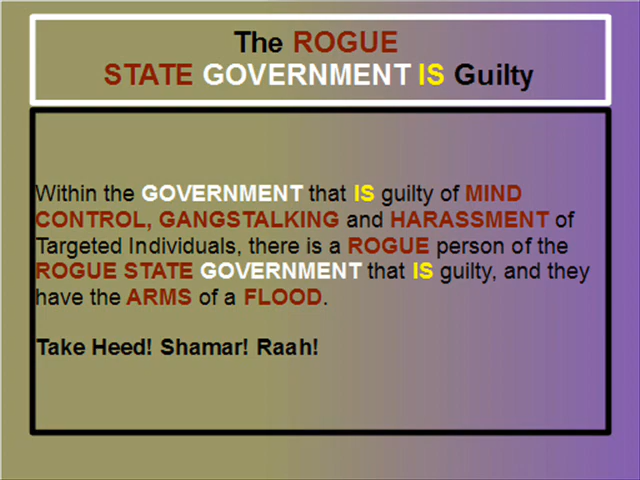 The ROGUE
STATE GOVERNMENT IS Guilty
Within the GOVERNMENT that IS guilty of MIND
CONTROL, GANGSTALKING and HARASSMENT of
Targeted Individuals, there is a ROGUE person of the
ROGUE STATE GOVERNMENT that IS guilty, and they
have the ARMS of a FLOOD.
Take Heed! Shamar! Raah!